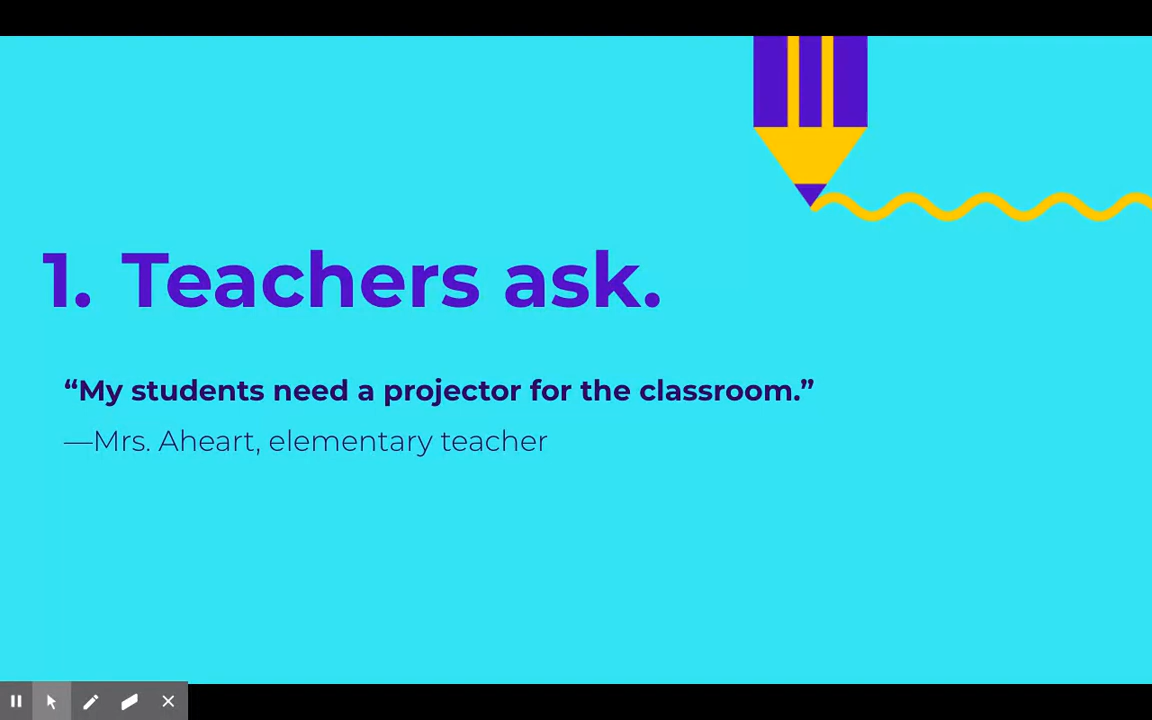 1. Teachers ask.
“My students need a projector for the classroom.”
—Mrs. Aheart, elementary teacher